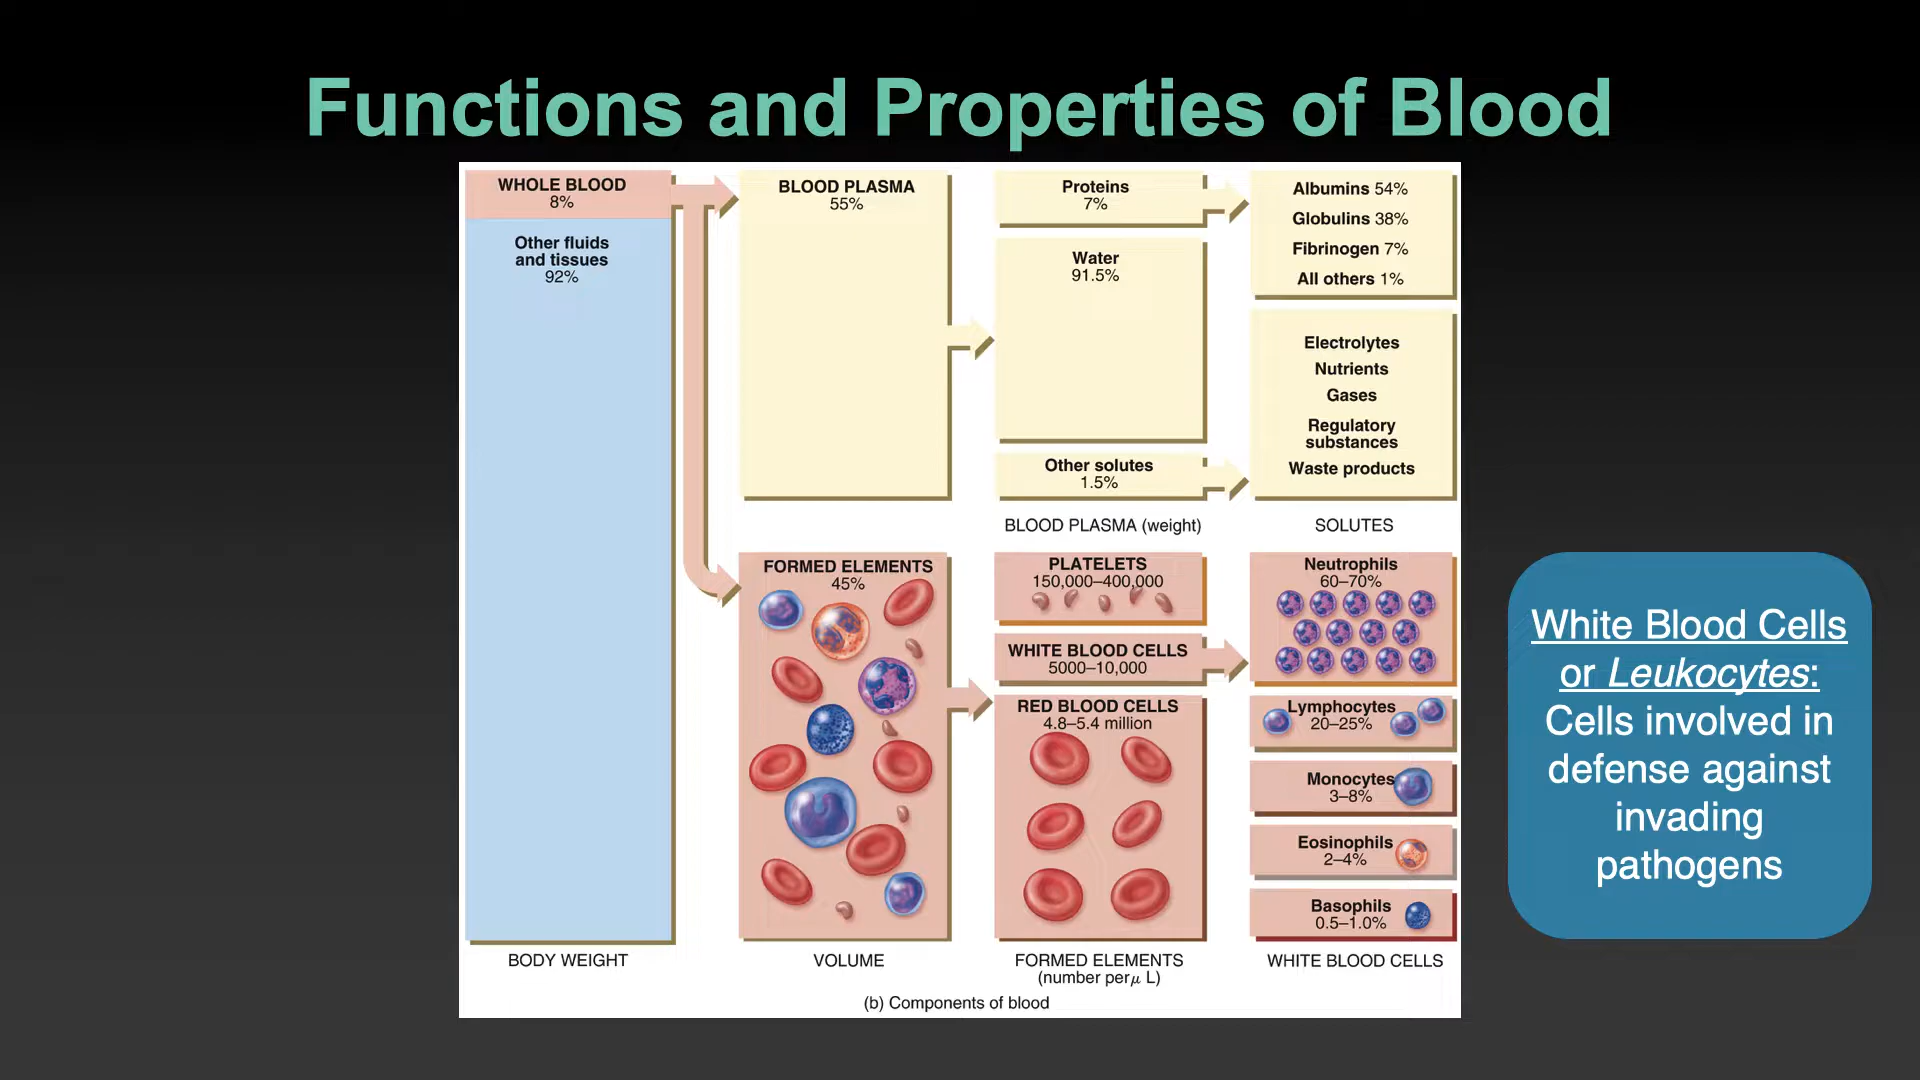 Functions and Properties of Blood
WHOLE BLOOD
8%
Other fluids
and tissues
92%
BODY WEIGHT
BLOOD PLASMA
55%
FORMED ELEMENTS
45%
VOLUME
Proteins
7%
Water
91.5%
Other solutes
1.5%
BLOOD PLASMA (weight)
PLATELETS
150,000–400,000
WHITE BLOOD CELLS
5000–10,000
RED BLOOD CELLS
4.8–5.4 million
FORMED ELEMENTS
(number per μ L)
Albumins 54%
Globulins 38%
Fibrinogen 7%
All others 1%
Electrolytes
Nutrients
Gases
Regulatory
substances
Waste products
SOLUTES
Neutrophils
60–70%
Lymphocytes
20–25%
Monocytes
3–8%
Eosinophils
2–4%
Basophils
0.5–1.0%
WHITE BLOOD CELLS
(b) Components of blood
White Blood Cells
or Leukocytes:
Cells involved in
defense against
invading
pathogens